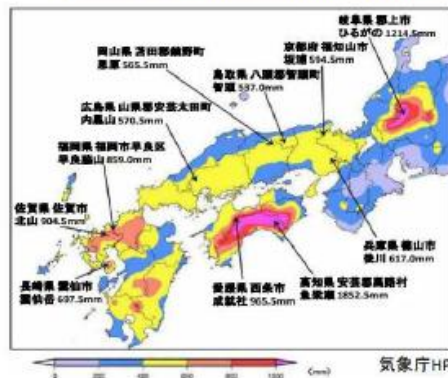 岐阜県 郡上市
ひるがの 1214.5mm
京都府 福知山市
坂浦 594.5mm
岡山県 苫田郡鏡野町
恩原 565.5mm
鳥取県 八頭郡智頭町
智頭 537.0mm
広島県 山県郡安芸太田町
内黒山 570.5mm
福岡県 福岡市早良区
早良脇山 859.0mm
佐賀県 佐賀市
北山 904.5mm
長崎県 雲仙市
雲仙岳 697.5mm
愛媛県 西条市
成就社 965.5mm
高知県 安芸郡馬路村
魚梁瀬 1852.5mm
兵庫県 篠山市
後川 617.0mm
0 200 400 600 800 1000
(mm)
気象庁HP